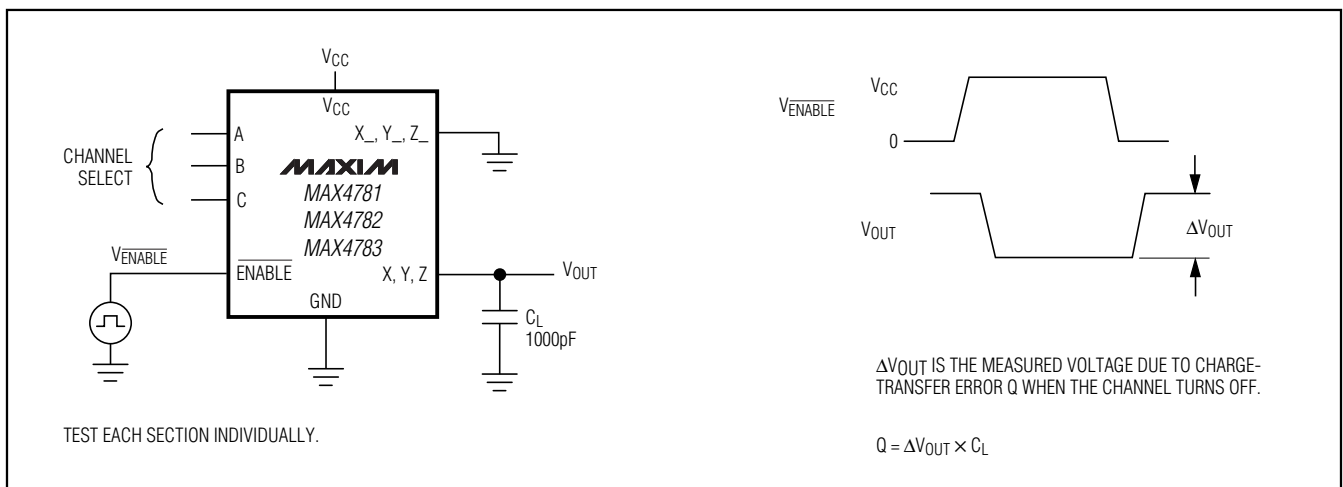 VCC
VCC
A
B
C
CHANNEL
SELECT
X_, Y_, Z_
MAXIM
MAX4781
MAX4782
MAX4783
VENABLE
ENABLE
X, Y, Z
VOUT
GND
CL
1000pF
TEST EACH SECTION INDIVIDUALLY.
VENABLE
VCC
0
VOUT
ΔVOUT
ΔVOUT IS THE MEASURED VOLTAGE DUE TO CHARGE-
TRANSFER ERROR Q WHEN THE CHANNEL TURNS OFF.
Q = ΔVOUT × CL